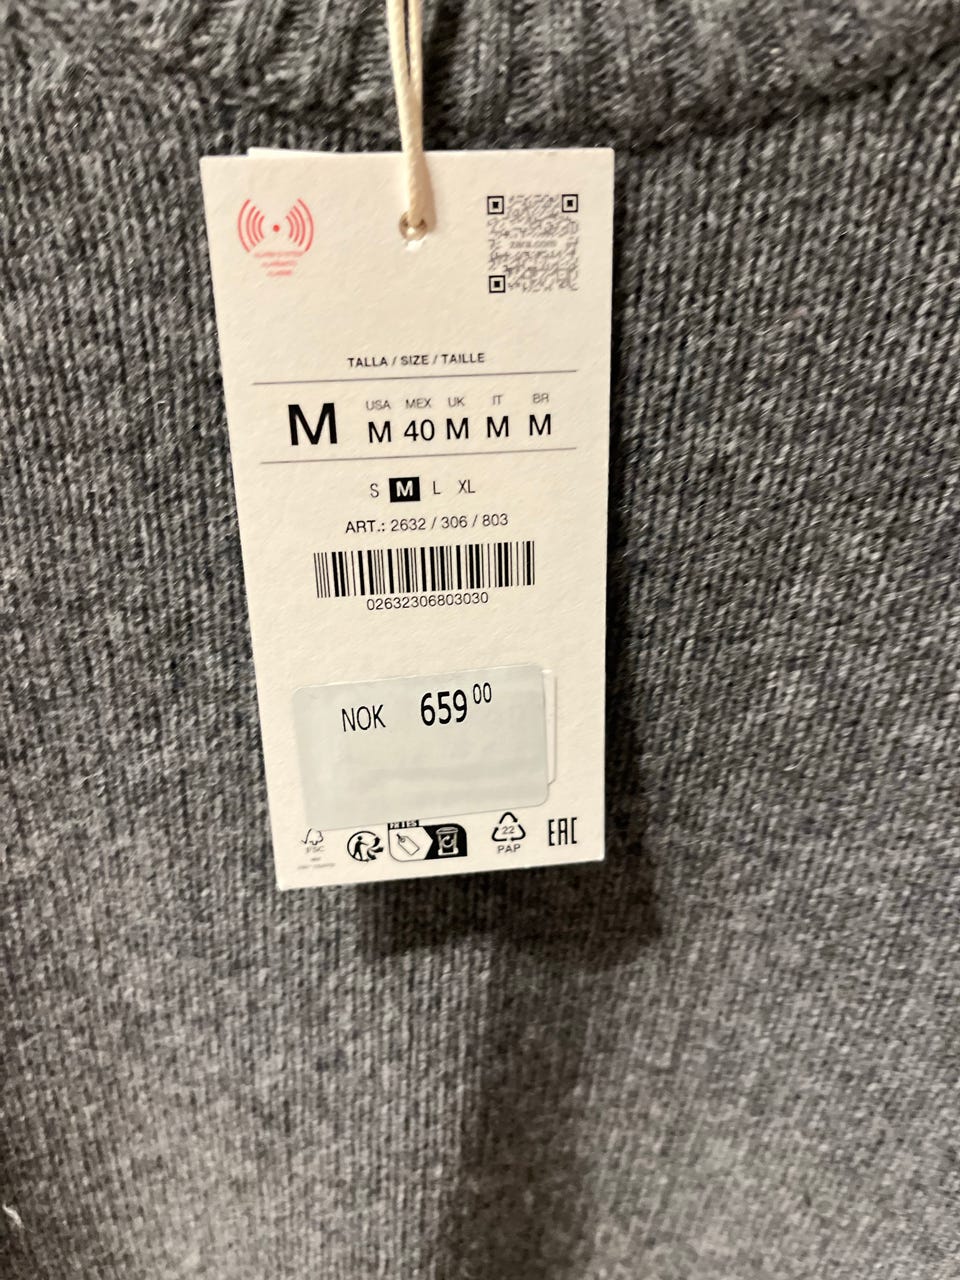 zara.com
TALLA / SIZE / TAILLE
M
USA MEX UK IT BR
M 40 M M M
S M L XL
ART.: 2632 / 306 / 803
02632306803030
NOK 659 00
FSC
22
PAP
EAC